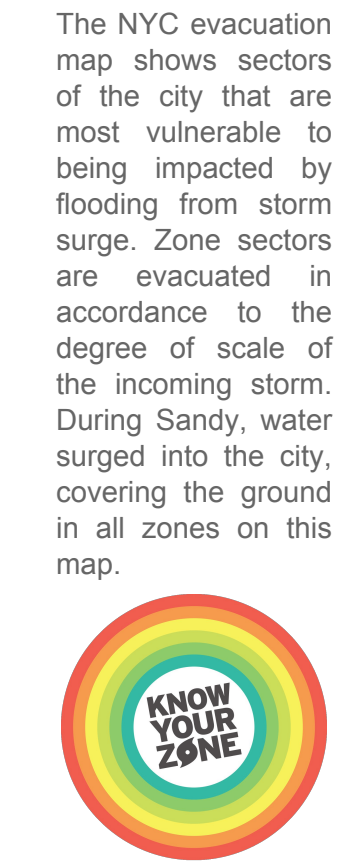 The NYC evacuation
map shows sectors
of the city that are
most vulnerable to
being impacted by
flooding from storm
surge. Zone sectors
are evacuated in
accordance to the
degree of scale of
the incoming storm.
During Sandy, water
surged into the city,
covering the ground
in all zones on this
map.
KNOW
YOUR
ZONE